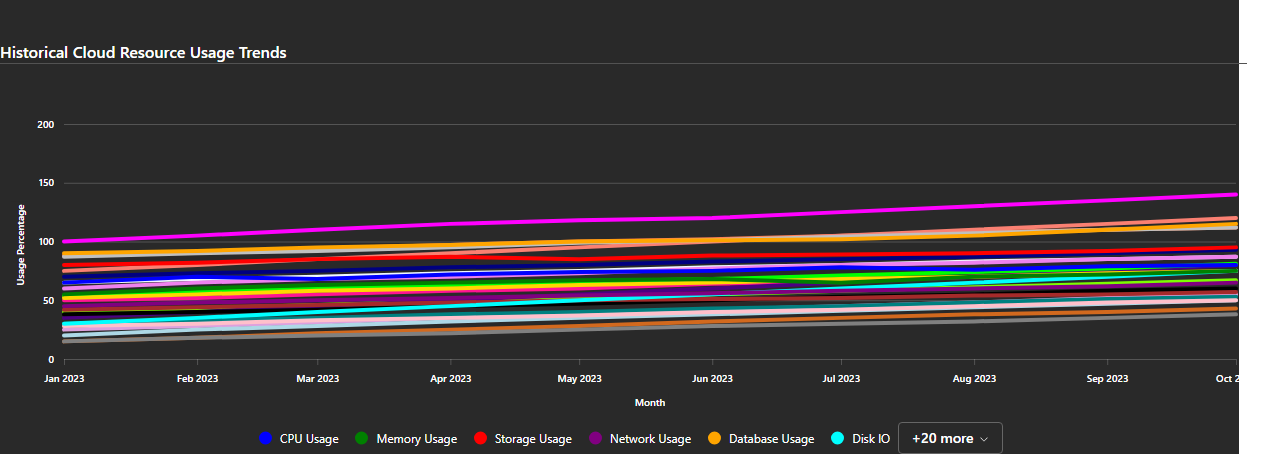 Historical Cloud Resource Usage Trends
200
150
100
50
0
Usage Percentage
Jan 2023 Feb 2023 Mar 2023 Apr 2023 May 2023 Jun 2023 Jul 2023 Aug 2023 Sep 2023 Oct 2
Month
CPU Usage Memory Usage Storage Usage Network Usage Database Usage Disk IO +20 more